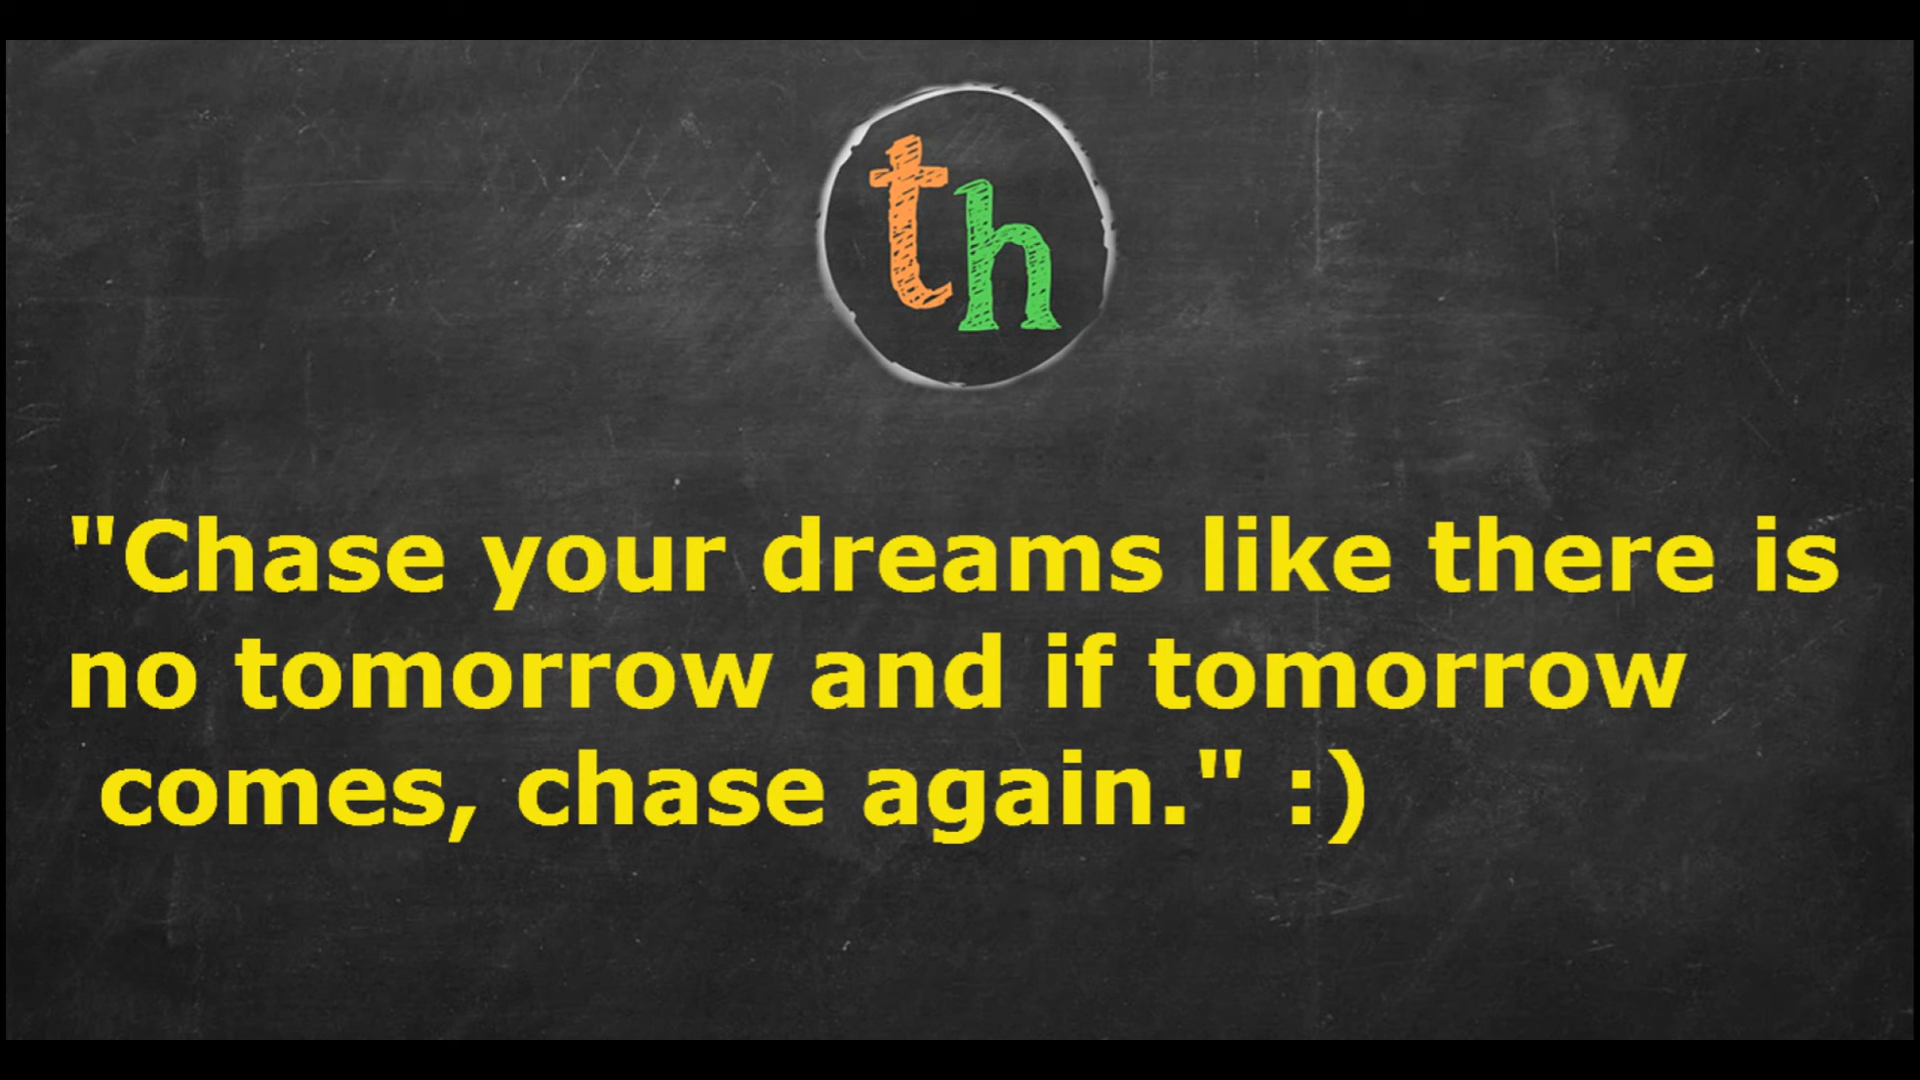 th
"Chase your dreams like there is
no tomorrow and if tomorrow
comes, chase again." :)